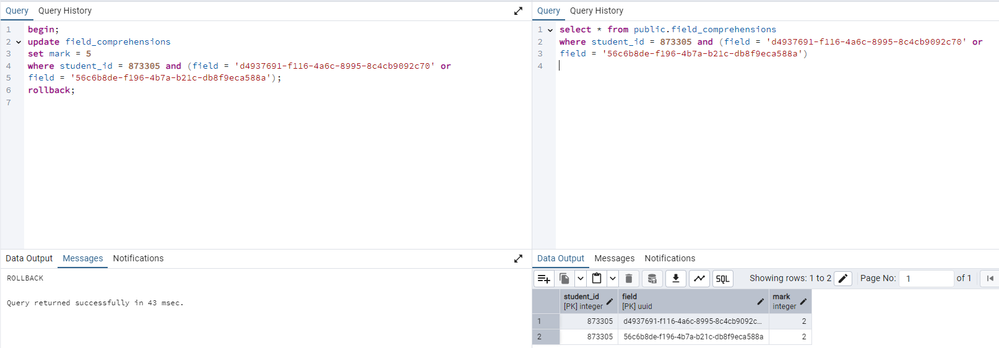 Query Query History
1 begin;
2 update field_comprehensions
3 set mark = 5
4 where student_id = 873305 and (field = 'd4937691-f116-4a6c-8995-8c4cb9092c70' or
5 field = '56c6b8de-f196-4b7a-b21c-db8f9eca588a');
6 rollback;
7
Data Output Messages Notifications
ROLLBACK
Query returned successfully in 43 msec.
Query Query History
1 select * from public.field_comprehensions
2 where student_id = 873305 and (field = 'd4937691-f116-4a6c-8995-8c4cb9092c70' or
3 field = '56c6b8de-f196-4b7a-b21c-db8f9eca588a')
4
Data Output Messages Notifications
SQL Showing rows: 1 to 2 Page No: 1 of 1
student_id field mark
[PK] integer [PK] uuid integer
1 873305 d4937691-f116-4a6c-8995-8c4cb9092c... 2
2 873305 56c6b8de-f196-4b7a-b21c-db8f9eca588a 2